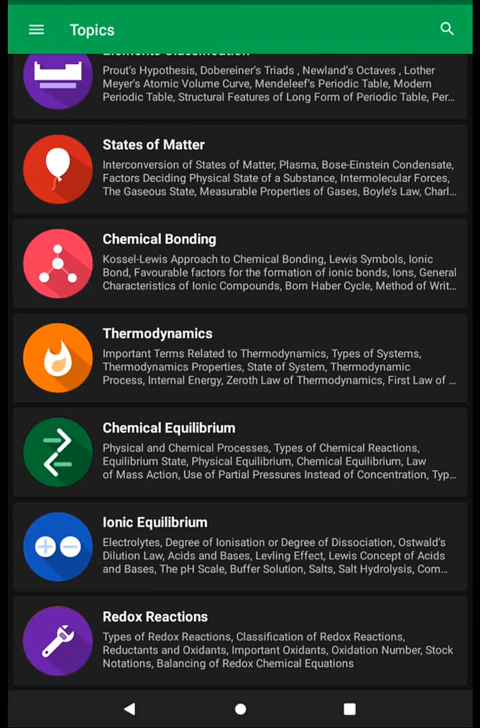 Topics
Elements Classification
Prout's Hypothesis, Dobereiner's Triads , Newland's Octaves , Lother
Meyer's Atomic Volume Curve, Mendeleef's Periodic Table, Modern
Periodic Table, Structural Features of Long Form of Periodic Table, Per...
States of Matter
Interconversion of States of Matter, Plasma, Bose-Einstein Condensate,
Factors Deciding Physical State of a Substance, Intermolecular Forces,
The Gaseous State, Measurable Properties of Gases, Boyle's Law, Charl...
Chemical Bonding
Kossel-Lewis Approach to Chemical Bonding, Lewis Symbols, Ionic
Bond, Favourable factors for the formation of ionic bonds, Ions, General
Characteristics of Ionic Compounds, Born Haber Cycle, Method of Writ...
Thermodynamics
Important Terms Related to Thermodynamics, Types of Systems,
Thermodynamics Properties, State of System, Thermodynamic
Process, Internal Energy, Zeroth Law of Thermodynamics, First Law of ...
Chemical Equilibrium
Physical and Chemical Processes, Types of Chemical Reactions,
Equilibrium State, Physical Equilibrium, Chemical Equilibrium, Law
of Mass Action, Use of Partial Pressures Instead of Concentration, Typ...
Ionic Equilibrium
Electrolytes, Degree of Ionisation or Degree of Dissociation, Ostwald's
Dilution Law, Acids and Bases, Levling Effect, Lewis Concept of Acids
and Bases, The pH Scale, Buffer Solution, Salts, Salt Hydrolysis, Com...
Redox Reactions
Types of Redox Reactions, Classification of Redox Reactions,
Reductants and Oxidants, Important Oxidants, Oxidation Number, Stock
Notations, Balancing of Redox Chemical Equations